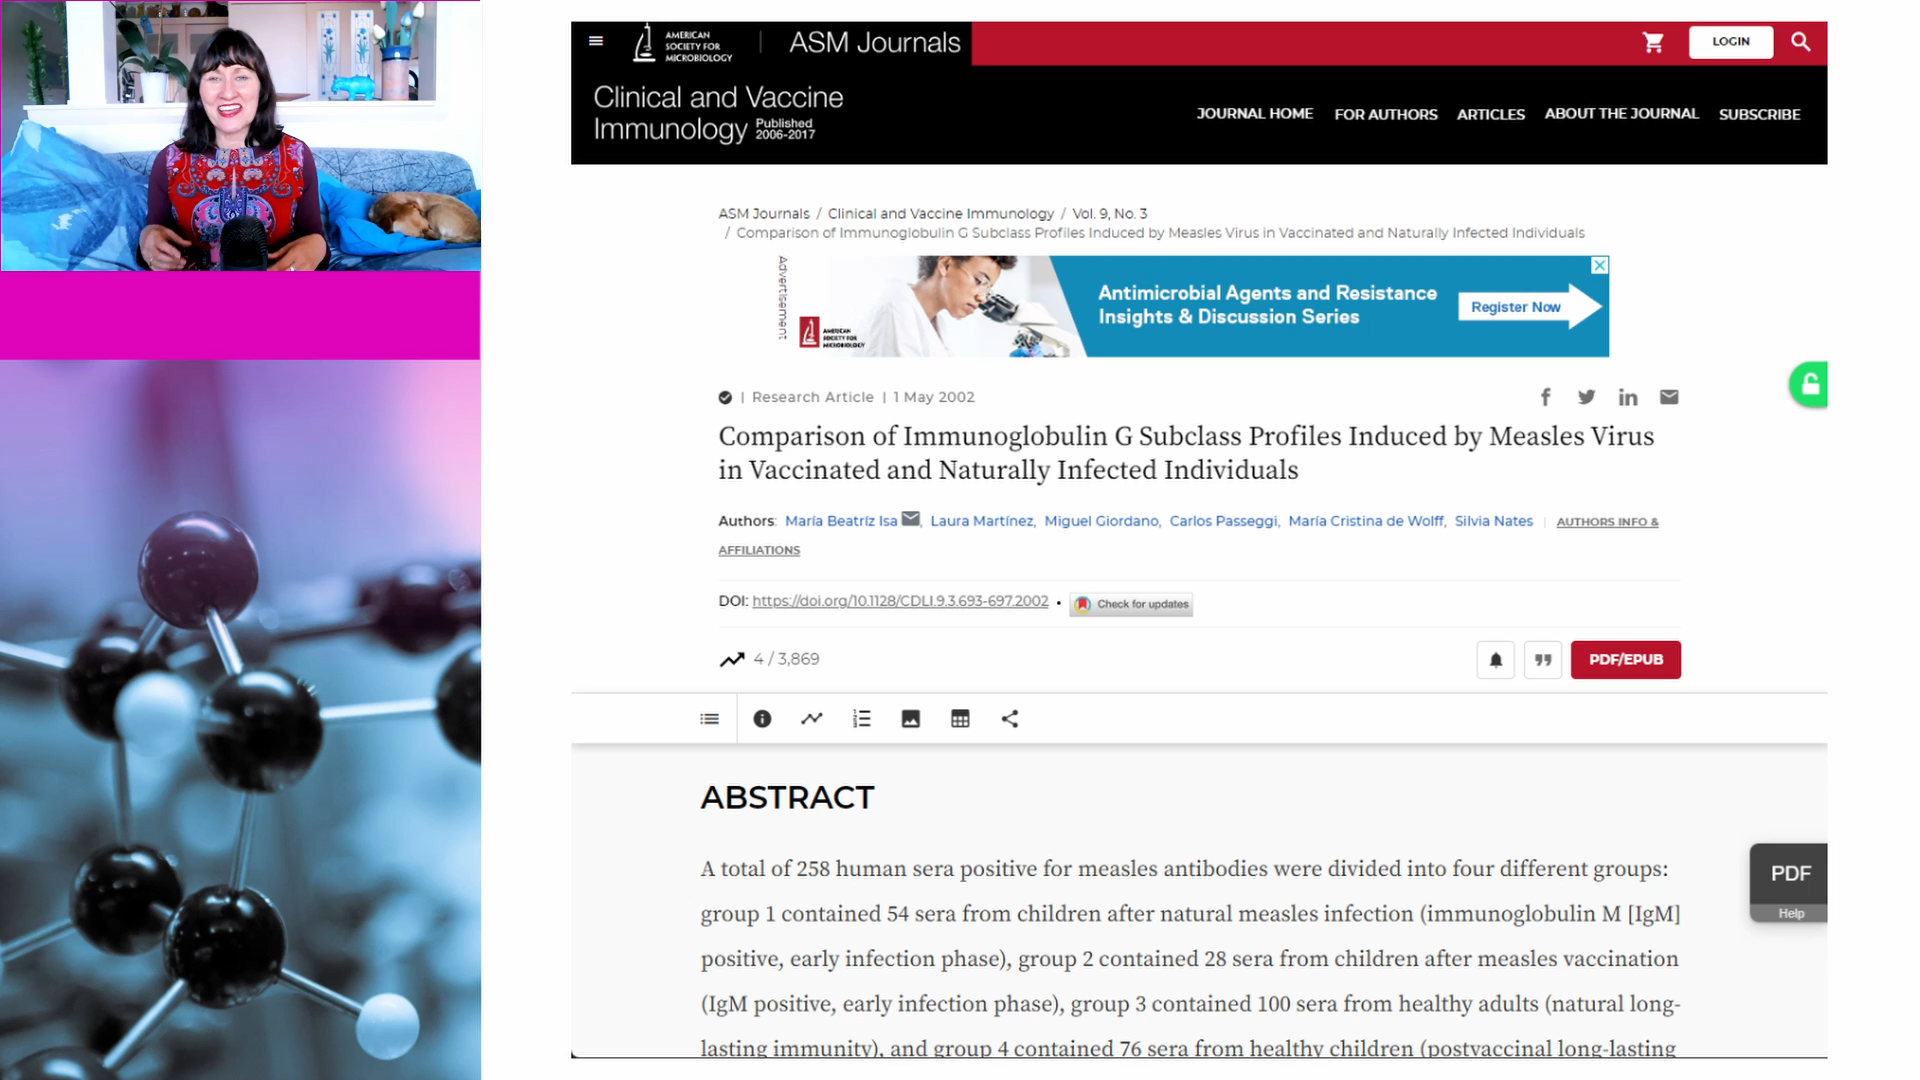 AMERICAN
SOCIETY FOR
MICROBIOLOGY
ASM Journals
LOGIN
Clinical and Vaccine
Immunology Published
2006-2017
JOURNAL HOME FOR AUTHORS ARTICLES ABOUT THE JOURNAL SUBSCRIBE
ASM Journals / Clinical and Vaccine Immunology / Vol. 9, No. 3
/ Comparison of Immunoglobulin G Subclass Profiles Induced by Measles Virus in Vaccinated and Naturally Infected Individuals
Advertisement
AMERICAN
SOCIETY FOR
MICROBIOLOGY
Antimicrobial Agents and Resistance
Insights & Discussion Series
Register Now
| Research Article | 1 May 2002
Comparison of Immunoglobulin G Subclass Profiles Induced by Measles Virus
in Vaccinated and Naturally Infected Individuals
Authors: María Beatríz Isa, Laura Martínez, Miguel Giordano, Carlos Passeggi, María Cristina de Wolff, Silvia Nates | AUTHORS INFO &
AFFILIATIONS
DOI: https://doi.org/10.1128/CDLI.9.3.693-697.2002 • Check for updates
4 / 3,869
PDF/EPUB
ABSTRACT
A total of 258 human sera positive for measles antibodies were divided into four different groups:
group 1 contained 54 sera from children after natural measles infection (immunoglobulin M [IgM]
positive, early infection phase), group 2 contained 28 sera from children after measles vaccination
(IgM positive, early infection phase), group 3 contained 100 sera from healthy adults (natural long-
lasting immunity), and group 4 contained 76 sera from healthy children (postvaccinal long-lasting
PDF
Help